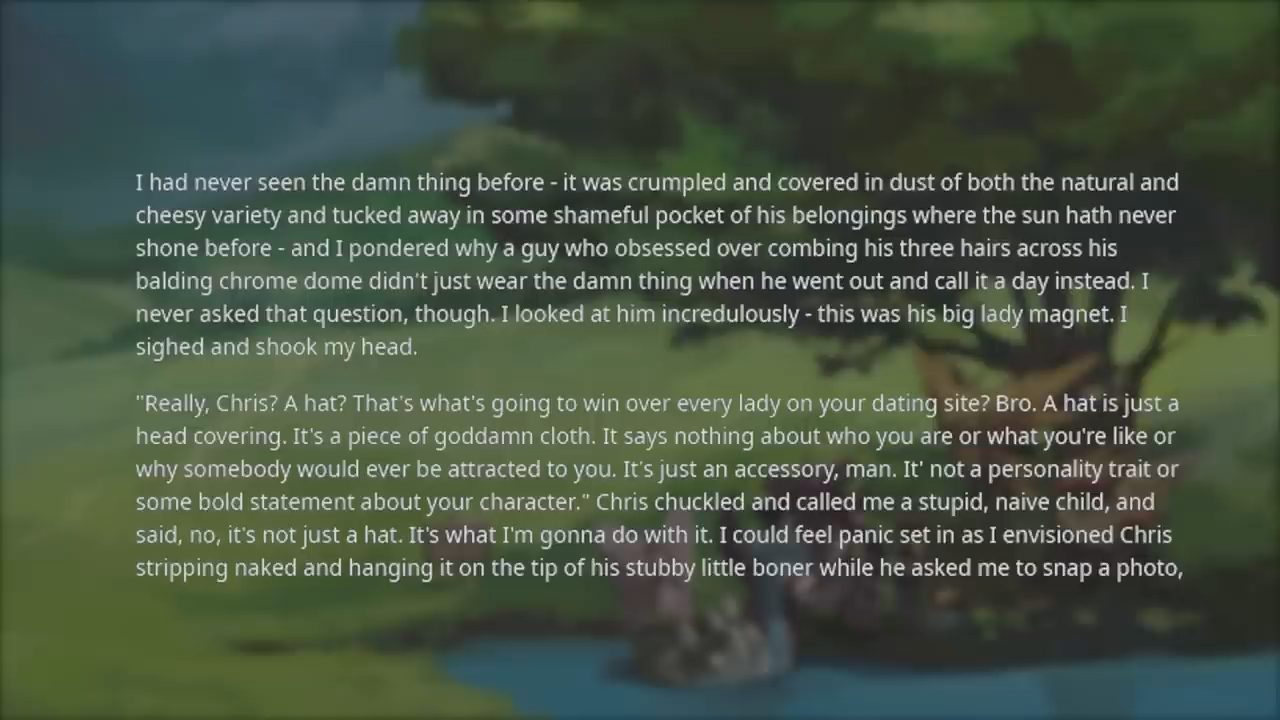 I had never seen the damn thing before - it was crumpled and covered in dust of both the natural and
cheesy variety and tucked away in some shameful pocket of his belongings where the sun hath never
shone before - and I pondered why a guy who obsessed over combing his three hairs across his
balding chrome dome didn't just wear the damn thing when he went out and call it a day instead. I
never asked that question, though. I looked at him incredulously - this was his big lady magnet. I
sighed and shook my head.
"Really, Chris? A hat? That's what's going to win over every lady on your dating site? Bro. A hat is just a
head covering. It's a piece of goddamn cloth. It says nothing about who you are or what you're like or
why somebody would ever be attracted to you. It's just an accessory, man. It' not a personality trait or
some bold statement about your character." Chris chuckled and called me a stupid, naive child, and
said, no, it's not just a hat. It's what I'm gonna do with it. I could feel panic set in as I envisioned Chris
stripping naked and hanging it on the tip of his stubby little boner while he asked me to snap a photo,